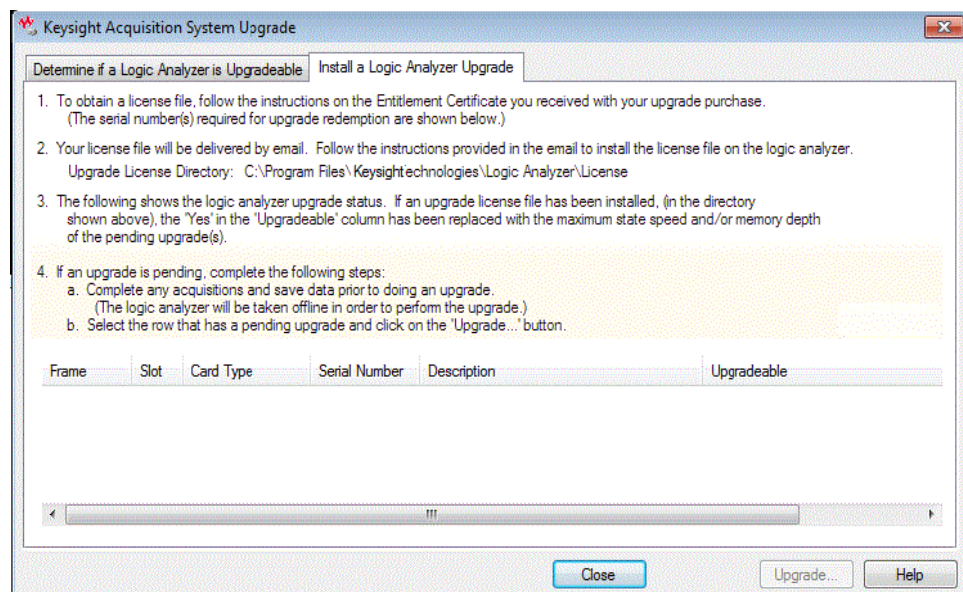 Keysight Acquisition System Upgrade
Determine if a Logic Analyzer is Upgradeable
Install a Logic Analyzer Upgrade
1. To obtain a license file, follow the instructions on the Entitlement Certificate you received with your upgrade purchase.
(The serial number(s) required for upgrade redemption are shown below.)
2. Your license file will be delivered by email. Follow the instructions provided in the email to install the license file on the logic analyzer.
Upgrade License Directory: C:\Program Files\Keysightechnologies\Logic Analyzer\License
3. The following shows the logic analyzer upgrade status. If an upgrade license file has been installed, (in the directory
shown above), the 'Yes' in the 'Upgradeable' column has been replaced with the maximum state speed and/or memory depth
of the pending upgrade(s).
4. If an upgrade is pending, complete the following steps:
a. Complete any acquisitions and save data prior to doing an upgrade.
(The logic analyzer will be taken offline in order to perform the upgrade.)
b. Select the row that has a pending upgrade and click on the 'Upgrade...' button.
Frame Slot Card Type Serial Number Description Upgradeable
Close Upgrade... Help